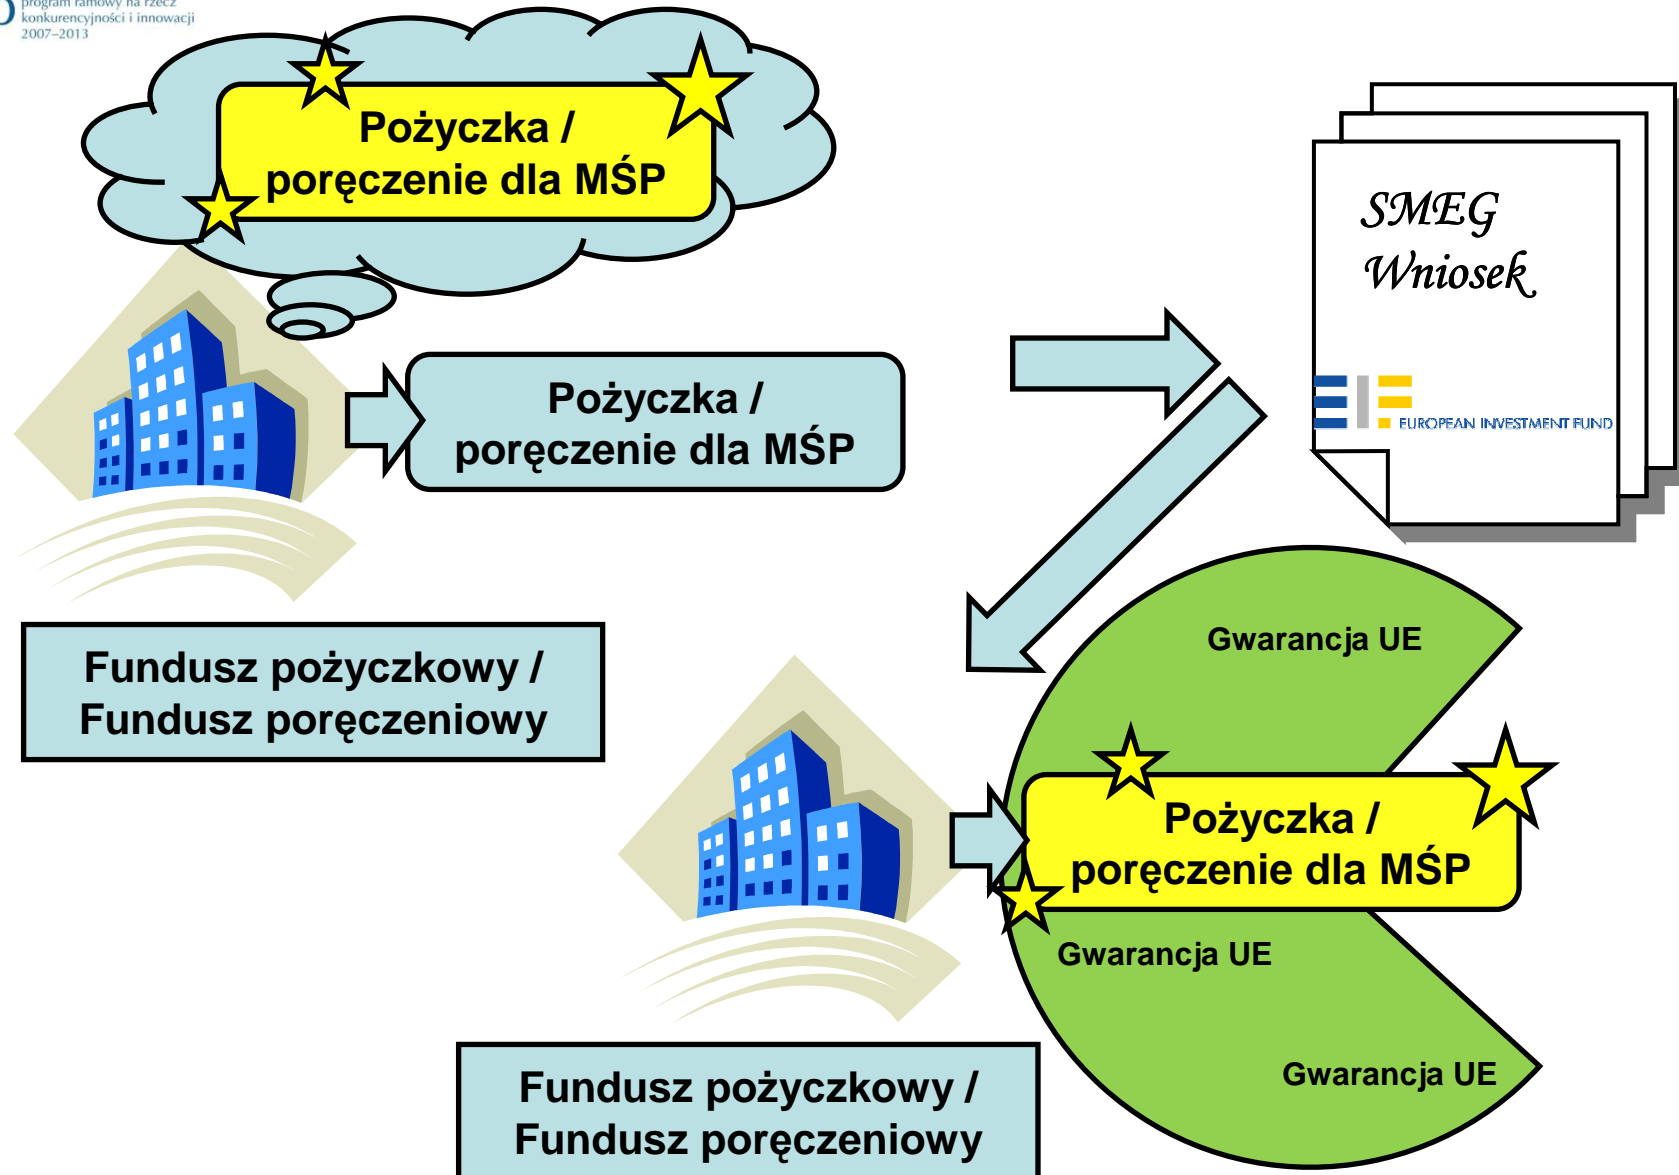 program ramowy na rzecz
konkurencyjności i innowacji
2007–2013
Pożyczka /
poręczenie dla MŚP
SMEG
Wniosek
EUROPEAN INVESTMENT FUND
Pożyczka /
poręczenie dla MŚP
Fundusz pożyczkowy /
Fundusz poręczeniowy
Gwarancja UE
Pożyczka /
poręczenie dla MŚP
Gwarancja UE
Gwarancja UE
Fundusz pożyczkowy /
Fundusz poręczeniowy